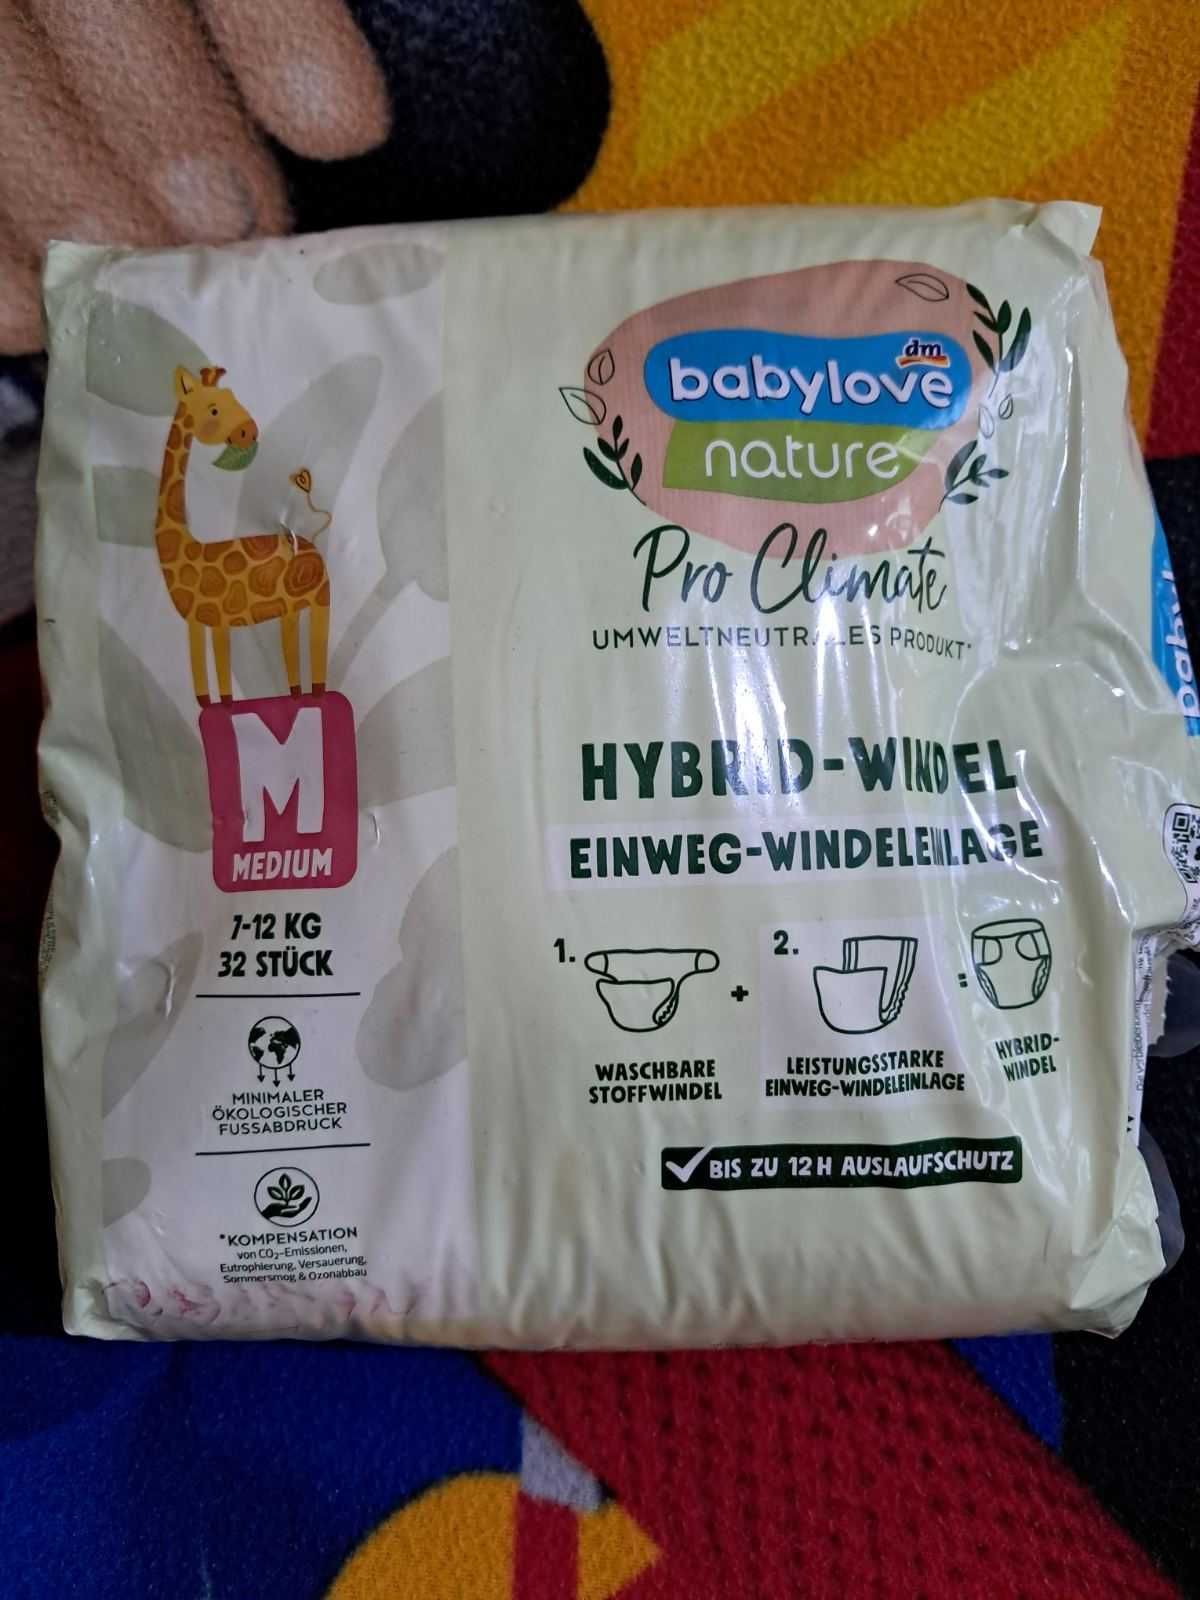 dm
babylove
nature
Pro Climate
UMWELTNEUTRALES PRODUKT*
HYBRID-WINDEL
EINWEG-WINDELEINLAGE
1.
2.
+
=
WASCHBARE
STOFFWINDEL
LEISTUNGSSTARKE
EINWEG-WINDELEINLAGE
HYBRID-
WINDEL
BIS ZU 12 H AUSLAUFSCHUTZ
M
MEDIUM
7-12 KG
32 STÜCK
MINIMALER
ÖKOLOGISCHER
FUSSABDRUCK
*KOMPENSATION
von CO₂-Emissionen,
Eutrophierung, Versauerung,
Sommersmog & Ozonabbau
babyl